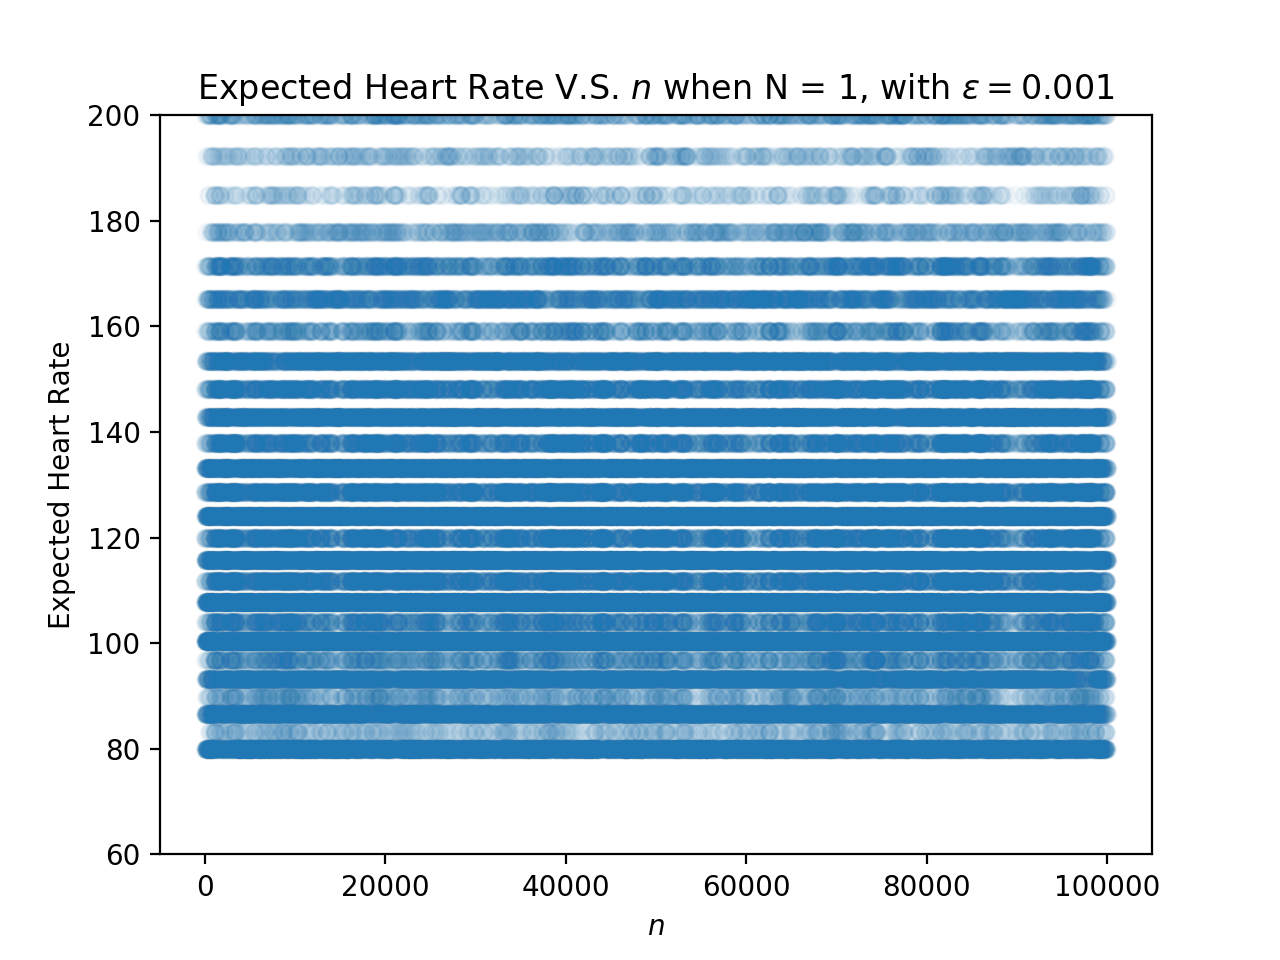 Expected Heart Rate V.S. n when N = 1, with ε = 0.001
200
180
160
140
120
100
80
60
Expected Heart Rate
0 20000 40000 60000 80000 100000
n